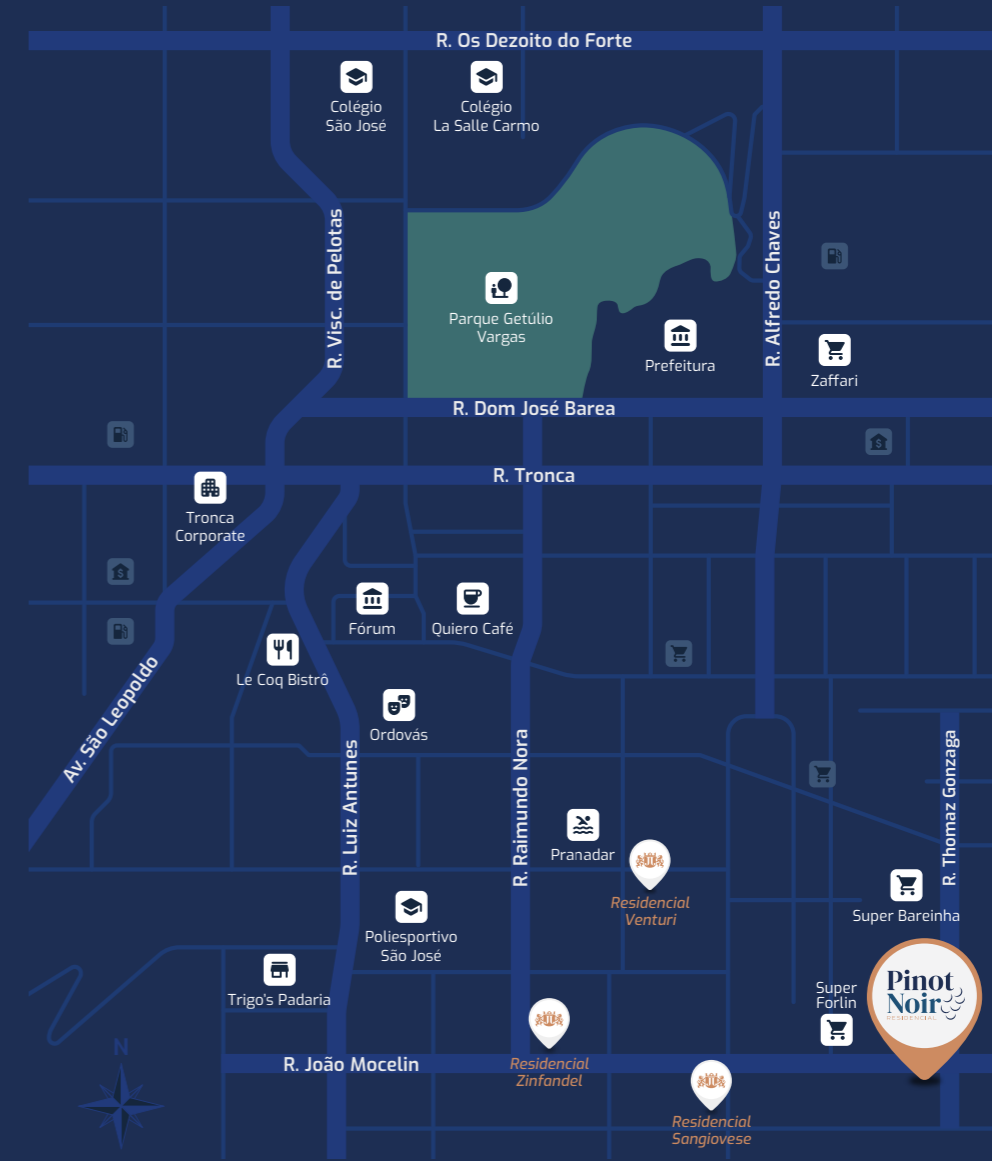 R. Os Dezoito do Forte
Colégio
São José
Colégio
La Salle Carmo
R. Visc. de Pelotas
R. Alfredo Chaves
Parque Getúlio
Vargas
Prefeitura
Zaffari
R. Dom José Barea
R. Tronca
Tronca
Corporate
Fórum
Quiero Café
Le Coq Bistrô
Av. São Leopoldo
Ordovás
R. Luiz Antunes
R. Raimundo Nora
R. Thomaz Gonzaga
Pranadar
Residencial
Venturi
Super Bareinha
Poliesportivo
São José
Trigo's Padaria
Super
Forlin
Pinot
Noir
RESIDENCIAL
N
R. João Mocelin
Residencial
Zinfandel
Residencial
Sangiovese